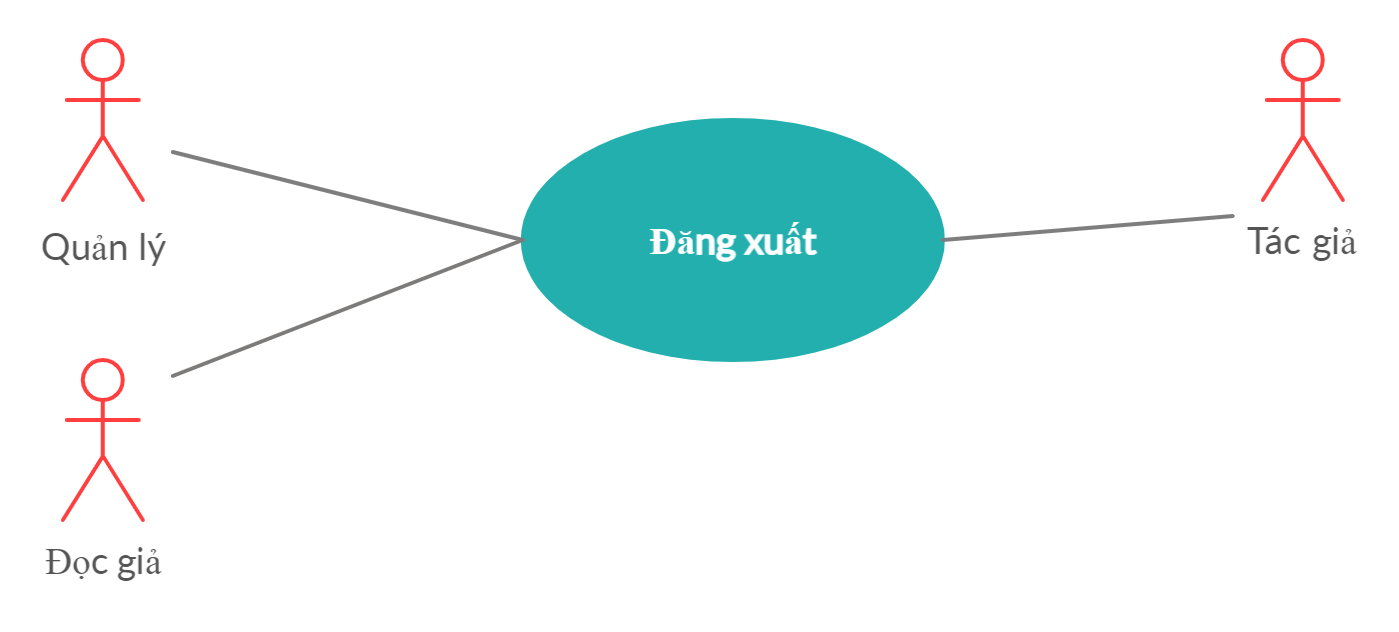 Quản lý
Đăng xuất
Tác giả
Đọc giả